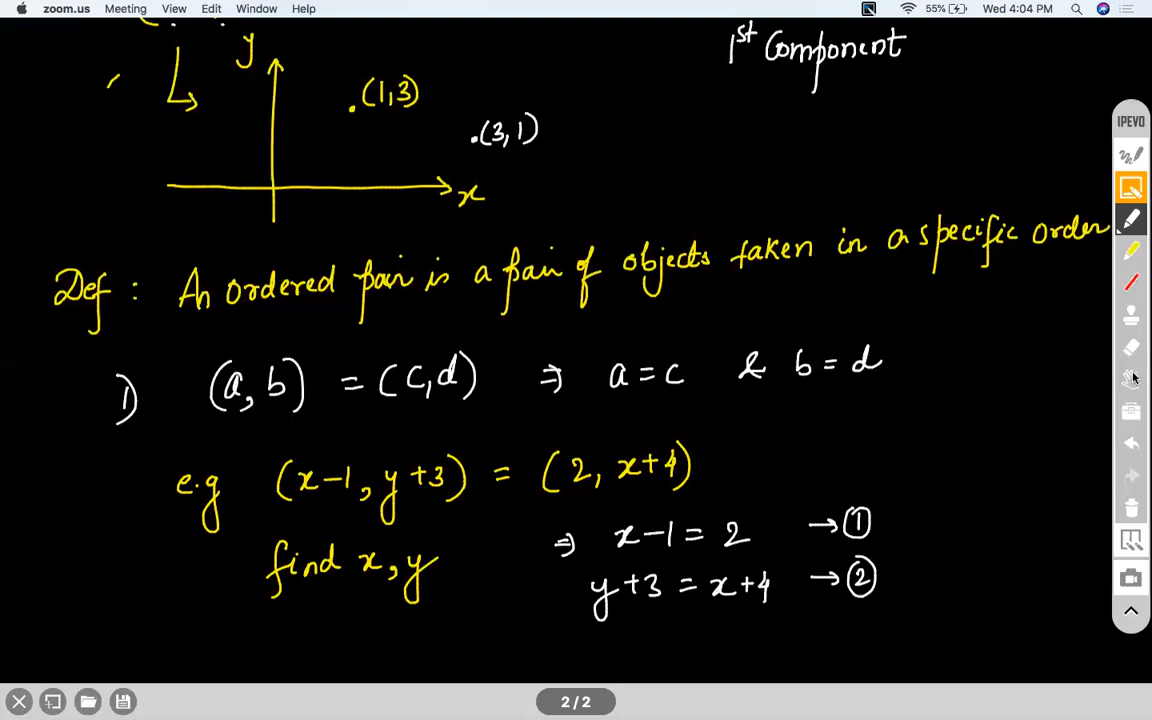 zoom.us Meeting View Edit Window Help 55% Wed 4:04 PM
1st Component
y
(1,3)
.(3,1)
x
IPEVO
Def : An ordered pair is a pair of objects taken in a specific order
1) (a,b) = (c,d) ⇒ a = c & b = d
e.g (x-1, y+3) = (2, x+4)
⇒ x-1 = 2 → ①
find x,y
y+3 = x+4 → ②
2 / 2